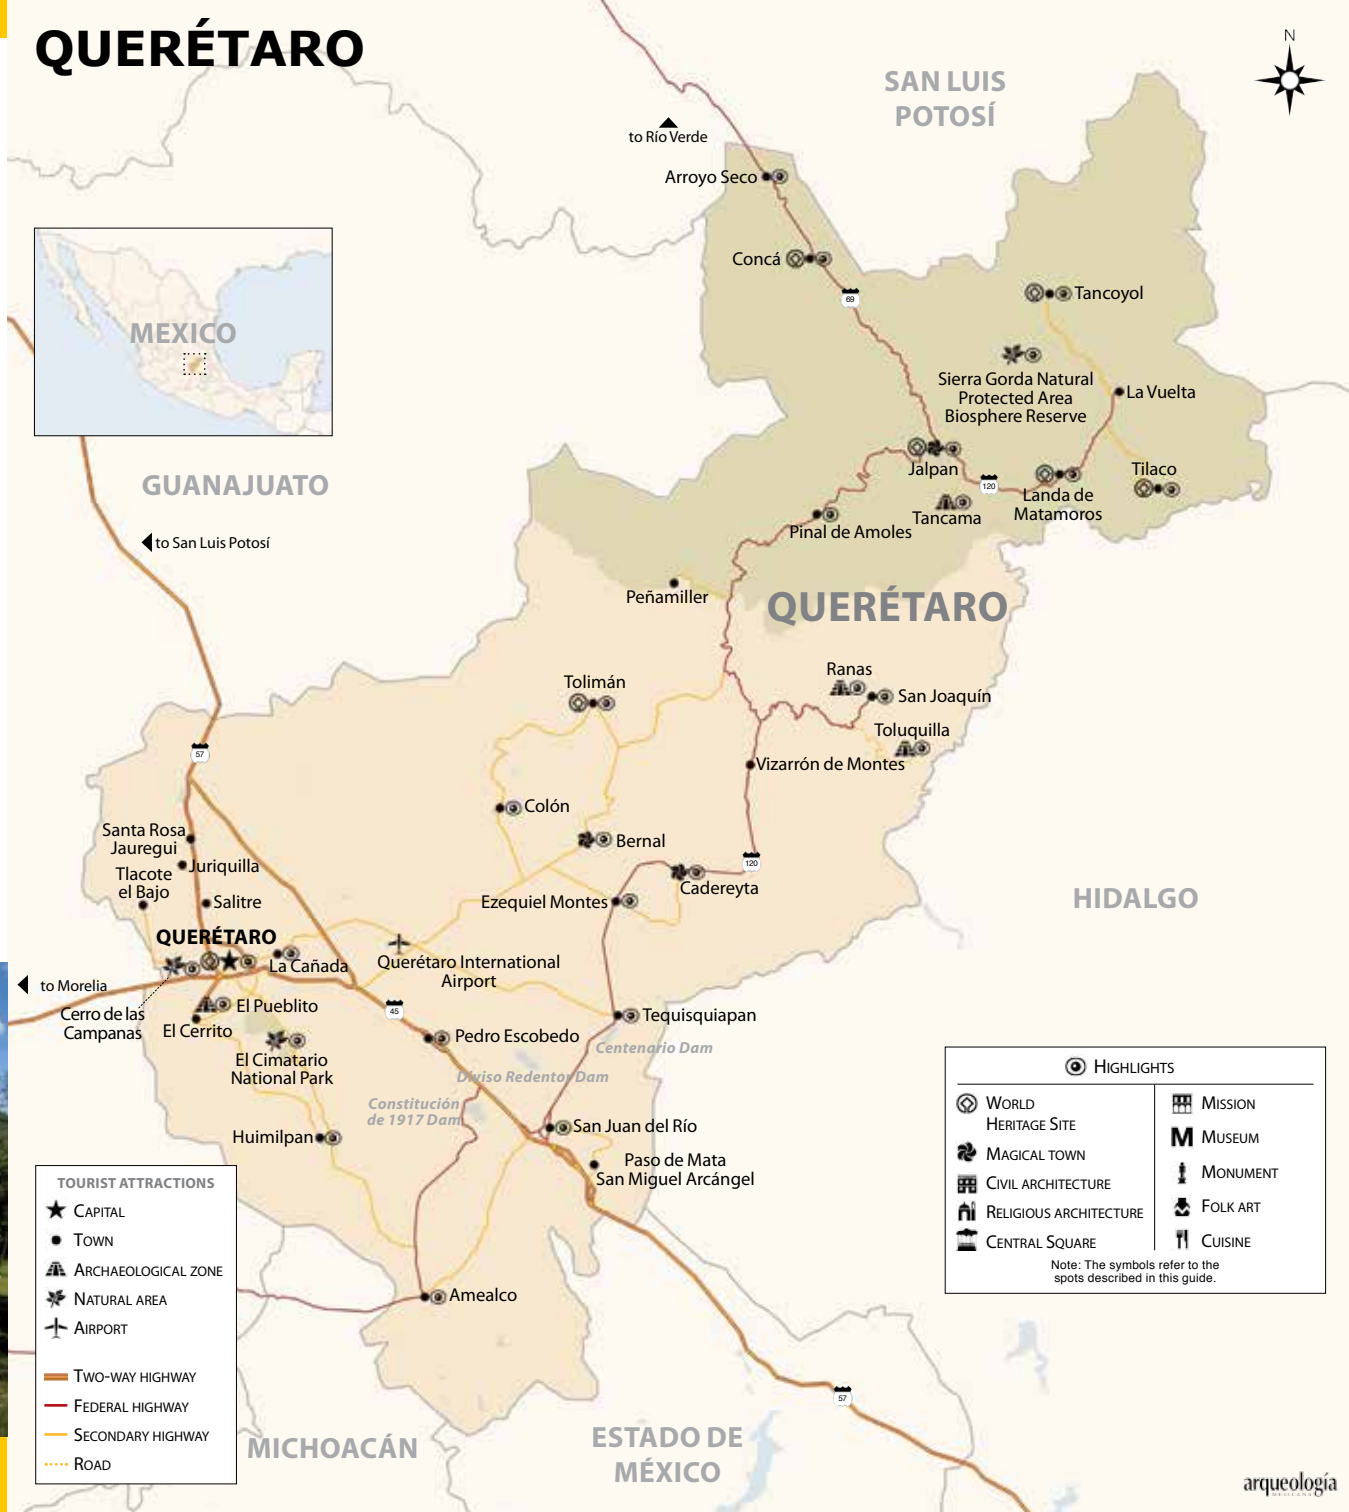 QUERÉTARO
N
SAN LUIS
POTOSÍ
to Río Verde
Arroyo Seco
Concá
69
Tancoyol
MEXICO
Sierra Gorda Natural
Protected Area
Biosphere Reserve
La Vuelta
GUANAJUATO
Jalpan
120
Landa de
Matamoros
Tilaco
Tancama
Pinal de Amoles
to San Luis Potosí
Peñamiller
QUERÉTARO
Ranas
San Joaquín
Tolimán
Toluquilla
57
Vizarrón de Montes
Colón
Santa Rosa
Jauregui
Bernal
Juriquilla
Tlacote
el Bajo
120
Cadereyta
Salitre
Ezequiel Montes
HIDALGO
QUERÉTARO
La Cañada
Querétaro International
Airport
to Morelia
Cerro de las
Campanas
El Pueblito
El Cerrito
45
Tequisquiapan
Pedro Escobedo
Centenario Dam
El Cimatario
National Park
Diviso Redentor Dam
Constitución
de 1917 Dam
San Juan del Río
Huimilpan
Paso de Mata
San Miguel Arcángel
Amealco
57
MICHOACÁN
ESTADO DE
MÉXICO
TOURIST ATTRACTIONS
CAPITAL
TOWN
ARCHAEOLOGICAL ZONE
NATURAL AREA
AIRPORT
TWO-WAY HIGHWAY
FEDERAL HIGHWAY
SECONDARY HIGHWAY
ROAD
HIGHLIGHTS
WORLD
HERITAGE SITE
MAGICAL TOWN
CIVIL ARCHITECTURE
RELIGIOUS ARCHITECTURE
CENTRAL SQUARE
MISSION
M MUSEUM
MONUMENT
FOLK ART
CUISINE
Note: The symbols refer to the
spots described in this guide.
arqueología